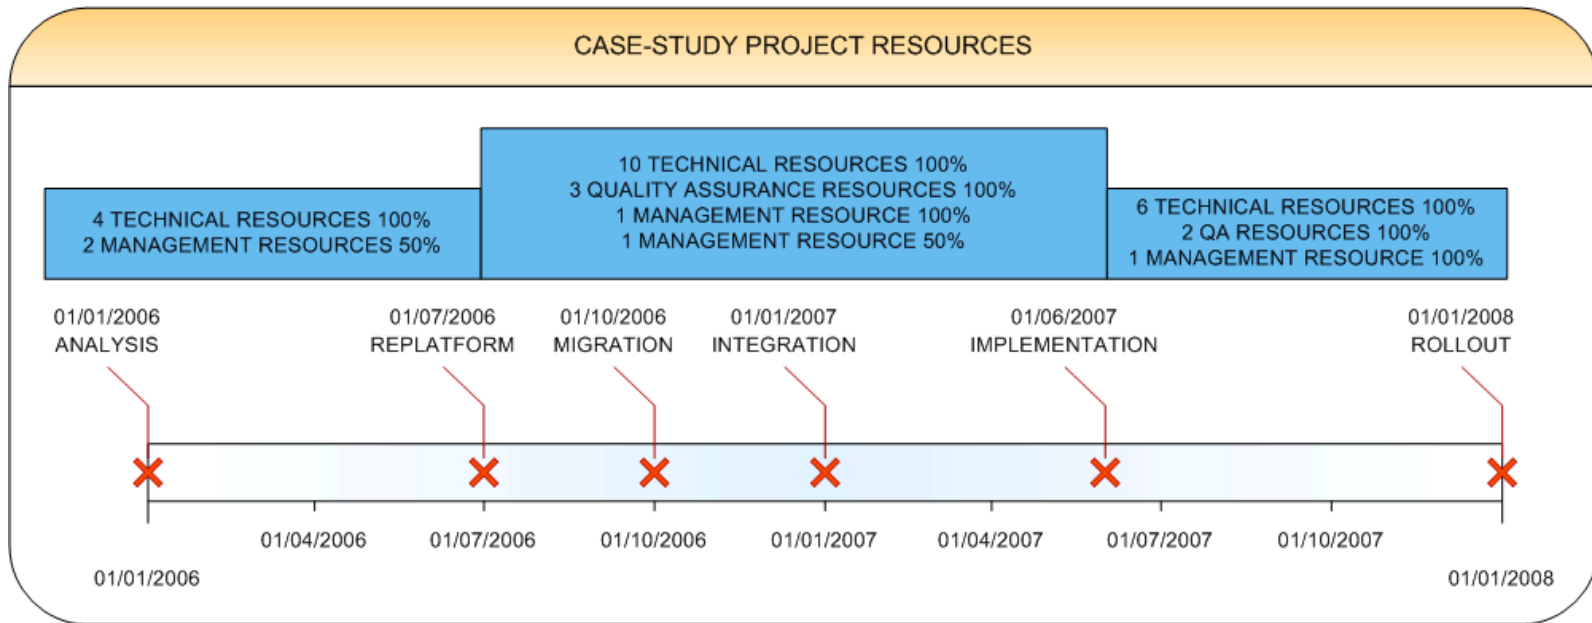 CASE-STUDY PROJECT RESOURCES
4 TECHNICAL RESOURCES 100%
2 MANAGEMENT RESOURCES 50%
10 TECHNICAL RESOURCES 100%
3 QUALITY ASSURANCE RESOURCES 100%
1 MANAGEMENT RESOURCE 100%
1 MANAGEMENT RESOURCE 50%
6 TECHNICAL RESOURCES 100%
2 QA RESOURCES 100%
1 MANAGEMENT RESOURCE 100%
01/01/2006
ANALYSIS
01/07/2006
REPLATFORM
01/10/2006
MIGRATION
01/01/2007
INTEGRATION
01/06/2007
IMPLEMENTATION
01/01/2008
ROLLOUT
01/04/2006
01/07/2006
01/10/2006
01/01/2007
01/04/2007
01/07/2007
01/10/2007
01/01/2006
01/01/2008